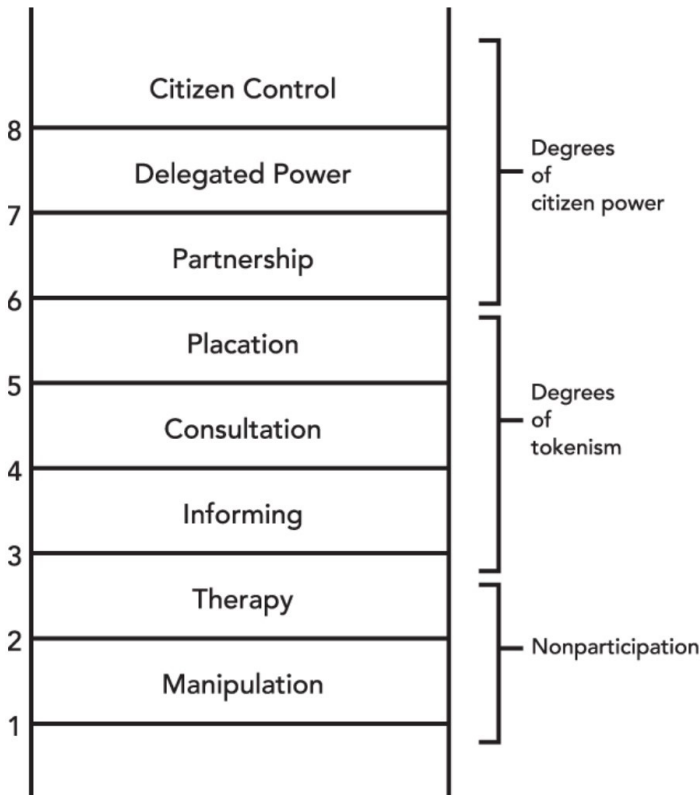 Citizen Control
8
Delegated Power
7
Partnership
6
Placation
5
Consultation
4
Informing
3
Therapy
2
Manipulation
1
Degrees
of
citizen power
Degrees
of
tokenism
Nonparticipation